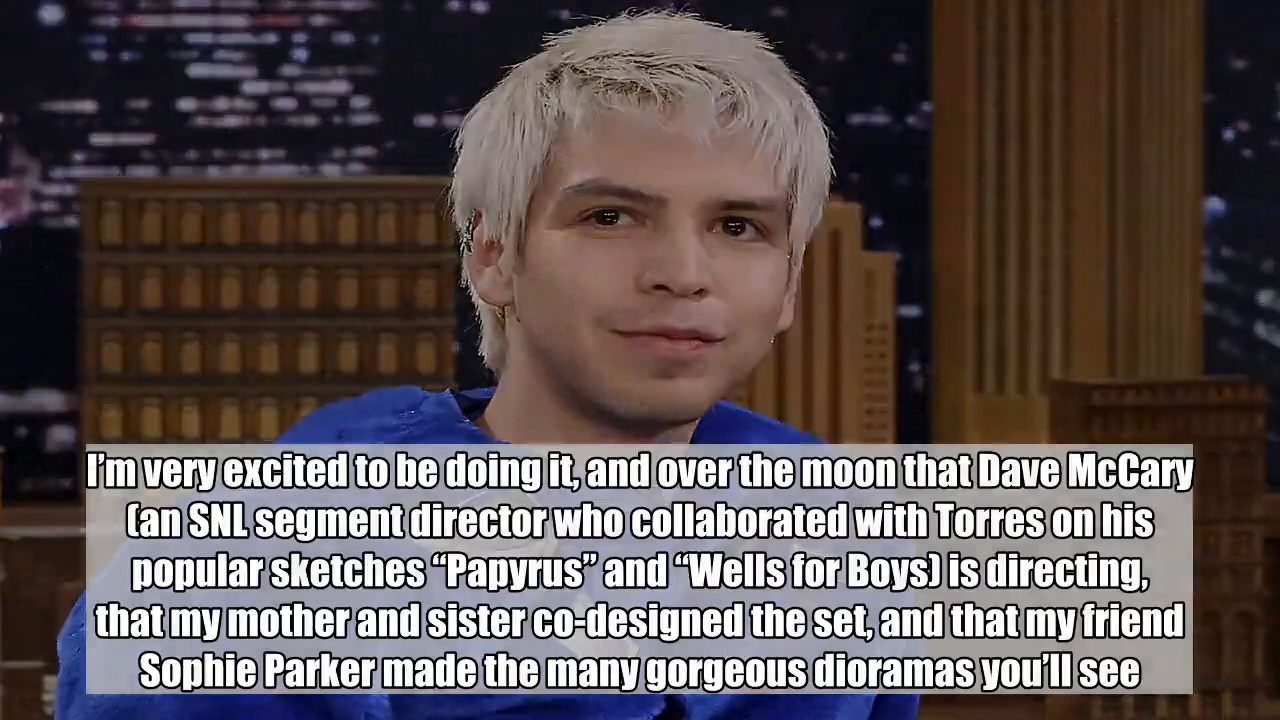 I’m very excited to be doing it, and over the moon that Dave McCary
(an SNL segment director who collaborated with Torres on his
popular sketches “Papyrus” and “Wells for Boys) is directing,
that my mother and sister co-designed the set, and that my friend
Sophie Parker made the many gorgeous dioramas you’ll see